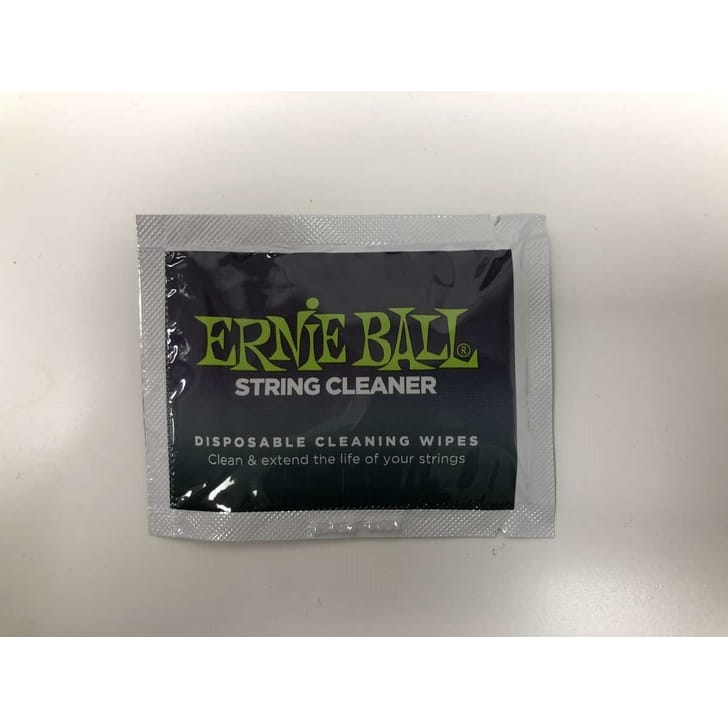 ERNiE BALL®
STRING CLEANER
DISPOSABLE CLEANING WIPES
Clean & extend the life of your strings